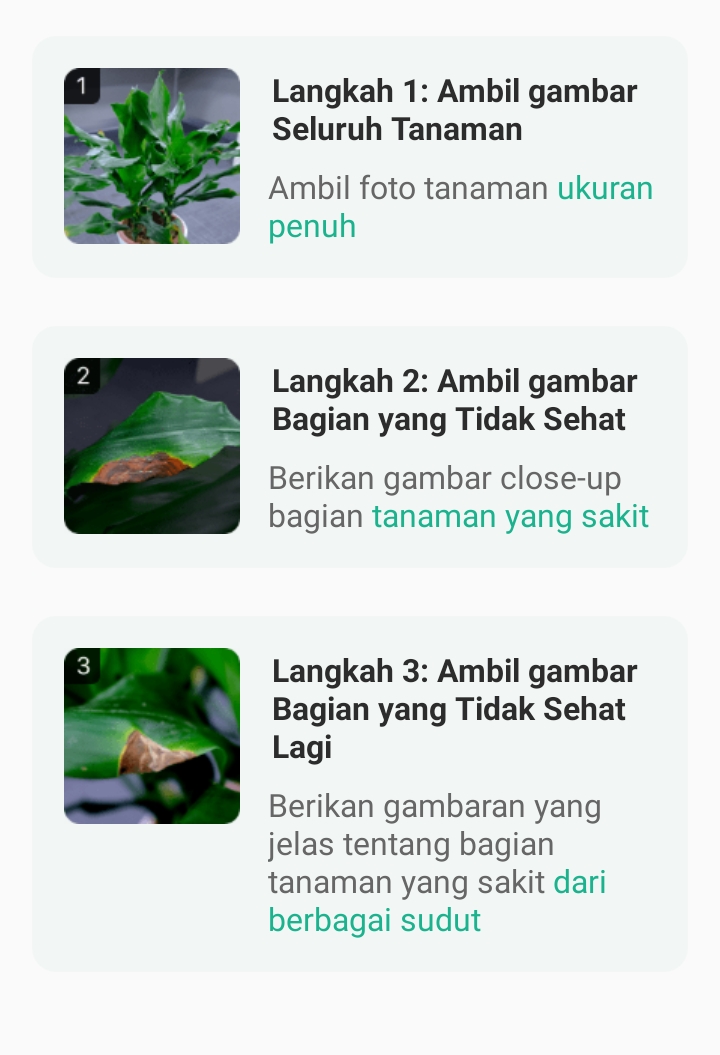 1
Langkah 1: Ambil gambar
Seluruh Tanaman
Ambil foto tanaman ukuran
penuh
2
Langkah 2: Ambil gambar
Bagian yang Tidak Sehat
Berikan gambar close-up
bagian tanaman yang sakit
3
Langkah 3: Ambil gambar
Bagian yang Tidak Sehat
Lagi
Berikan gambaran yang
jelas tentang bagian
tanaman yang sakit dari
berbagai sudut